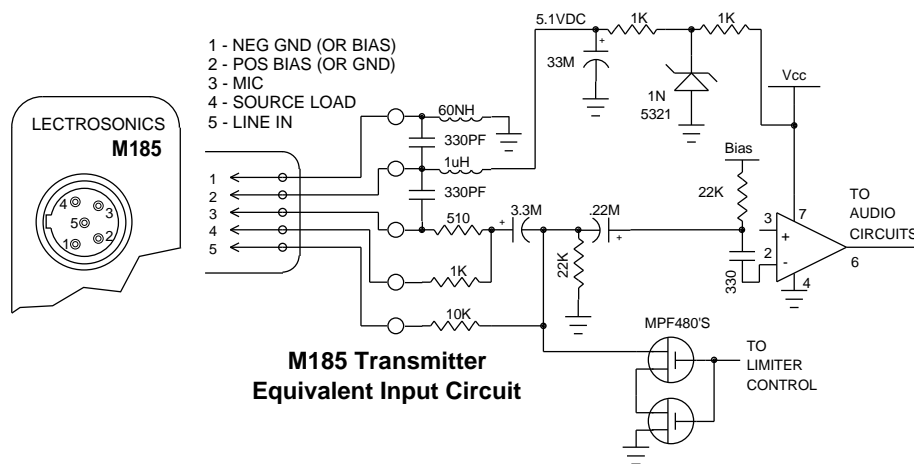 1 - NEG GND (OR BIAS)
2 - POS BIAS (OR GND)
3 - MIC
4 - SOURCE LOAD
5 - LINE IN
LECTROSONICS
M185
4
3
5
1
2
1
2
3
4
5
5.1VDC
1K
1K
33M
1N
5321
Vcc
60NH
330PF
1uH
330PF
510
3.3M
.22M
22K
1K
10K
Bias
22K
330
3
2
7
4
6
+
-
+
+
+
TO
AUDIO
CIRCUITS
MPF480'S
TO
LIMITER
CONTROL
M185 Transmitter
Equivalent Input Circuit